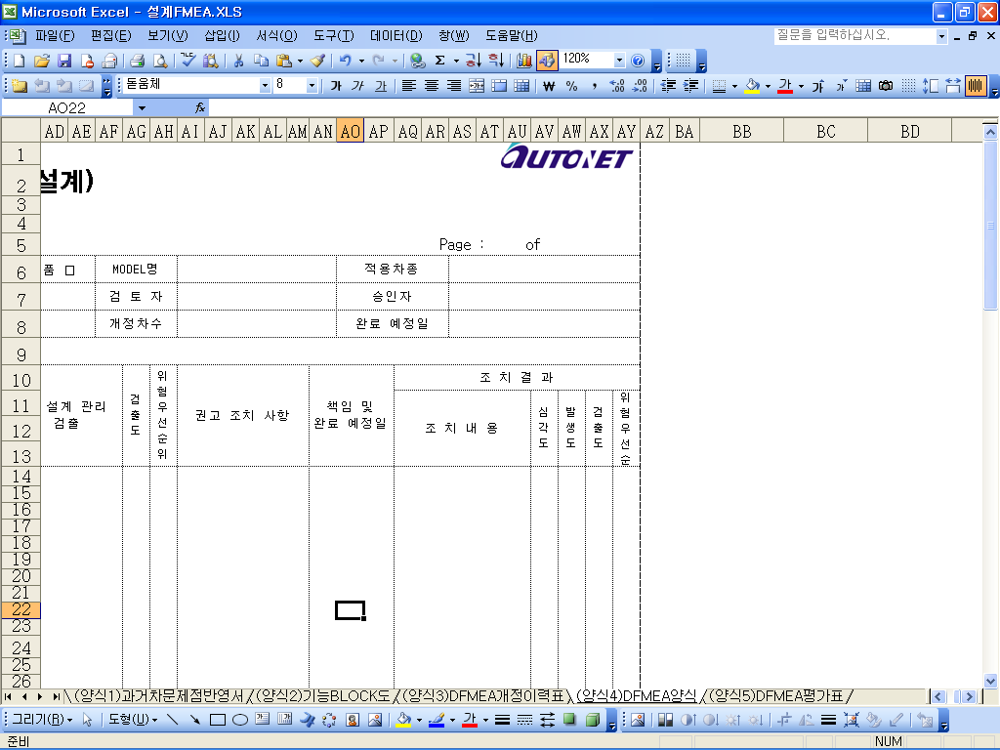 Microsoft Excel - 설계FMEA.XLS
파일(F) 편집(E) 보기(V) 삽입(I) 서식(O) 도구(T) 데이터(D) 창(W) 도움말(H) 질문을 입력하십시오.
120%
돋움체 8 가 가 가
AO22 fx
AD AE AF AG AH AI AJ AK AL AM AN AO AP AQ AR AS AT AU AV AW AX AY AZ BA BB BC BD
1 AUTONET
2 설계)
3
4
5 Page : of
6 품 □ MODEL명 적용차종
7 검 토 자 승인자
8 개정차수 완료 예정일
9
10 조 치 결 과
11
12
13
설계 관리 검출
검출도
위험우선순위
권고 조치 사항
책임 및 완료 예정일
조 치 내 용
심각도
발생도
검출도
위험우선순
14
15
16
17
18
19
20
21
22
23
24
25
26
(양식1)과거차문제점반영서 (양식2)기능BLOCK도 (양식3)DFMEA개정이력표 (양식4)DFMEA양식 (양식5)DFMEA평가표
그리기(R) 도형(U) 가
준비 NUM